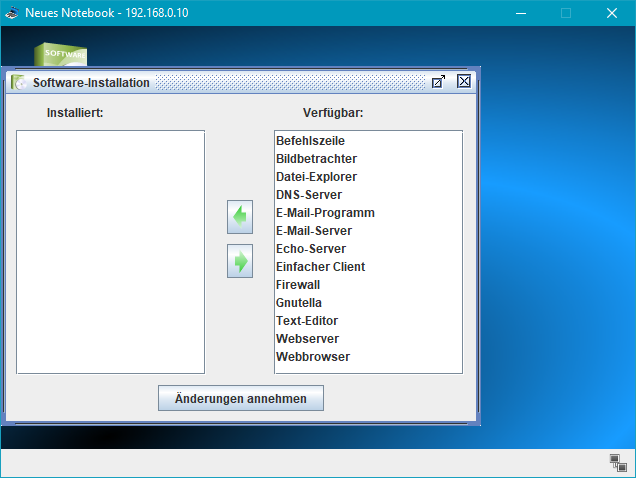 Neues Notebook - 192.168.0.10
SOFTWARE
Software-Installation
Installiert:
Verfügbar:
Befehlszeile
Bildbetrachter
Datei-Explorer
DNS-Server
E-Mail-Programm
E-Mail-Server
Echo-Server
Einfacher Client
Firewall
Gnutella
Text-Editor
Webserver
Webbrowser
Änderungen annehmen